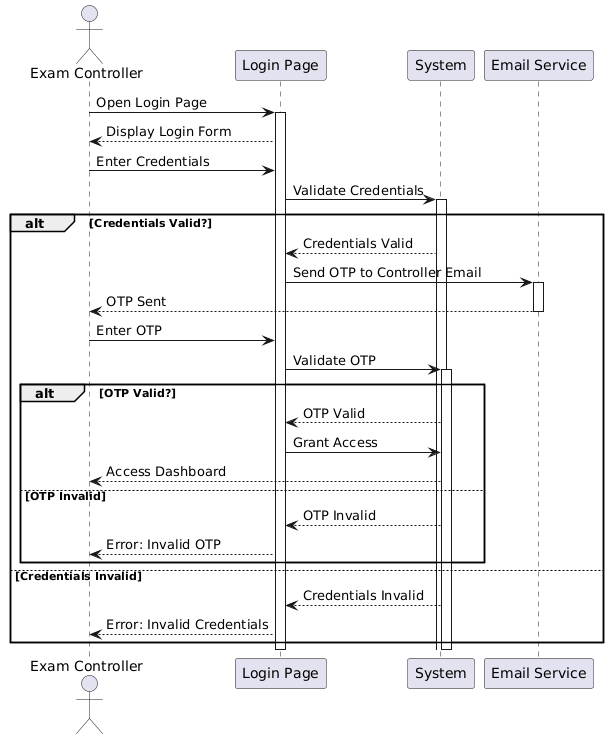 Exam Controller
Login Page
System
Email Service
Open Login Page
Display Login Form
Enter Credentials
Validate Credentials
alt
[Credentials Valid?]
Credentials Valid
Send OTP to Controller Email
OTP Sent
Enter OTP
Validate OTP
alt
[OTP Valid?]
OTP Valid
Grant Access
Access Dashboard
[OTP Invalid]
OTP Invalid
Error: Invalid OTP
[Credentials Invalid]
Credentials Invalid
Error: Invalid Credentials
Exam Controller
Login Page
System
Email Service